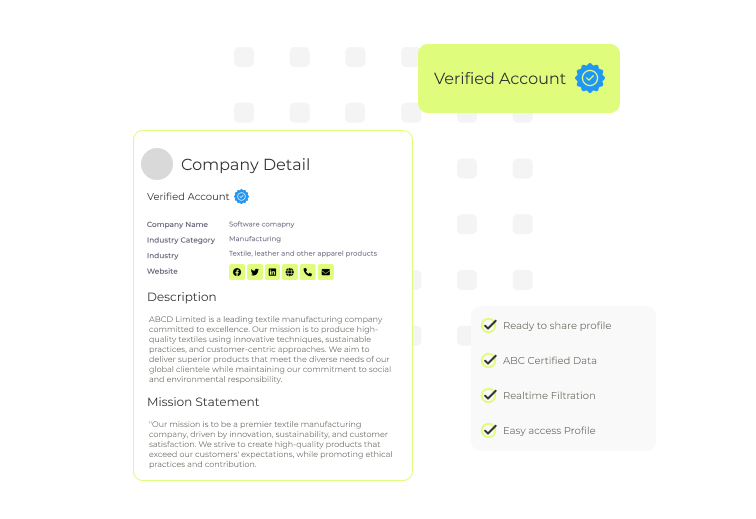 Verified Account
Company Detail
Verified Account
Company Name Software comapny
Industry Category Manufacturing
Industry Textile, leather and other apparel products
Website
Description
ABCD Limited is a leading textile manufacturing company
committed to excellence. Our mission is to produce high-
quality textiles using innovative techniques, sustainable
practices, and customer-centric approaches. We aim to
deliver superior products that meet the diverse needs of our
global clientele while maintaining our commitment to social
and environmental responsibility.
Mission Statement
"Our mission is to be a premier textile manufacturing
company, driven by innovation, sustainability, and customer
satisfaction. We strive to create high-quality products that
exceed our customers' expectations, while promoting ethical
practices and contribution.
Ready to share profile
ABC Certified Data
Realtime Filtration
Easy access Profile